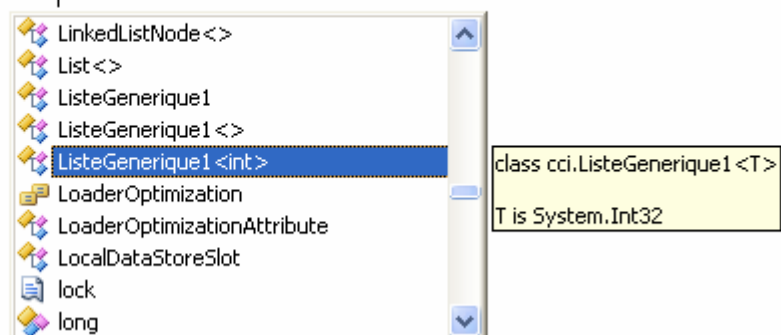 LinkedListNode<>
List<>
ListeGenerique1
ListeGenerique1<>
ListeGenerique1<int>
class cci.ListeGenerique1<T>
T is System.Int32
LoaderOptimization
LoaderOptimizationAttribute
LocalDataStoreSlot
lock
long